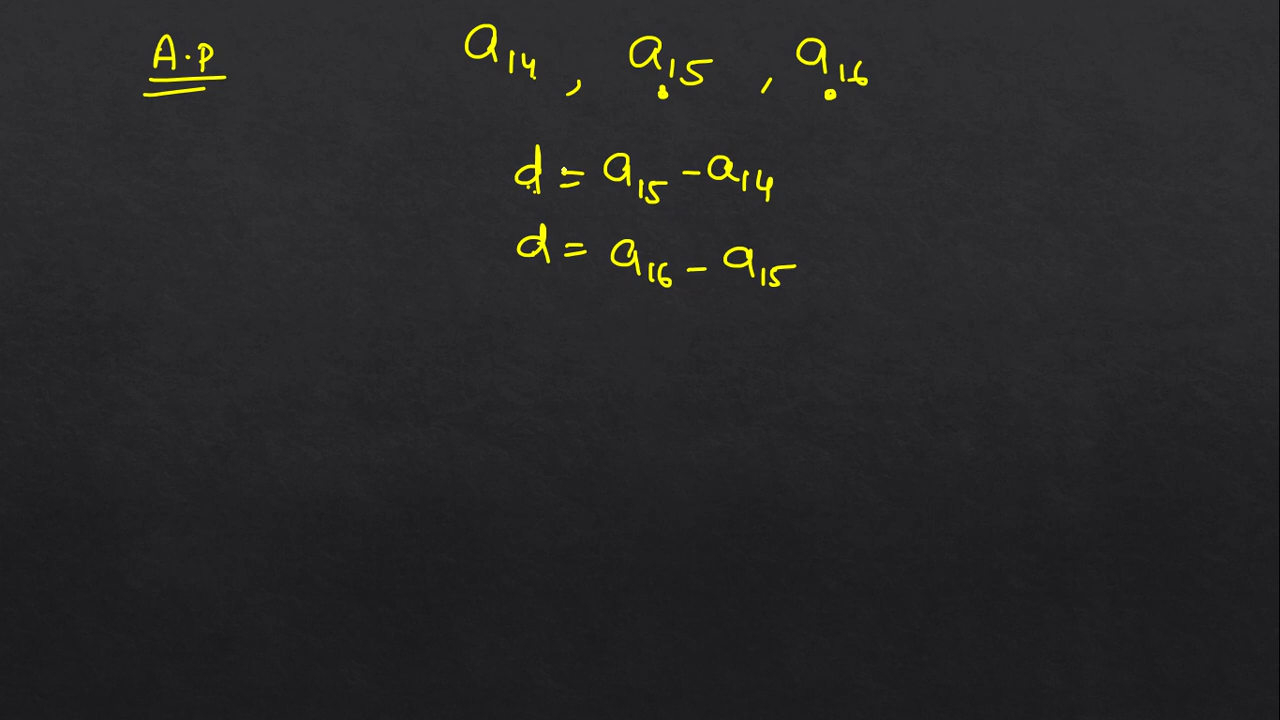 A.P
a₁₄ , a₁₅ , a₁₆
d = a₁₅ - a₁₄
d = a₁₆ - a₁₅